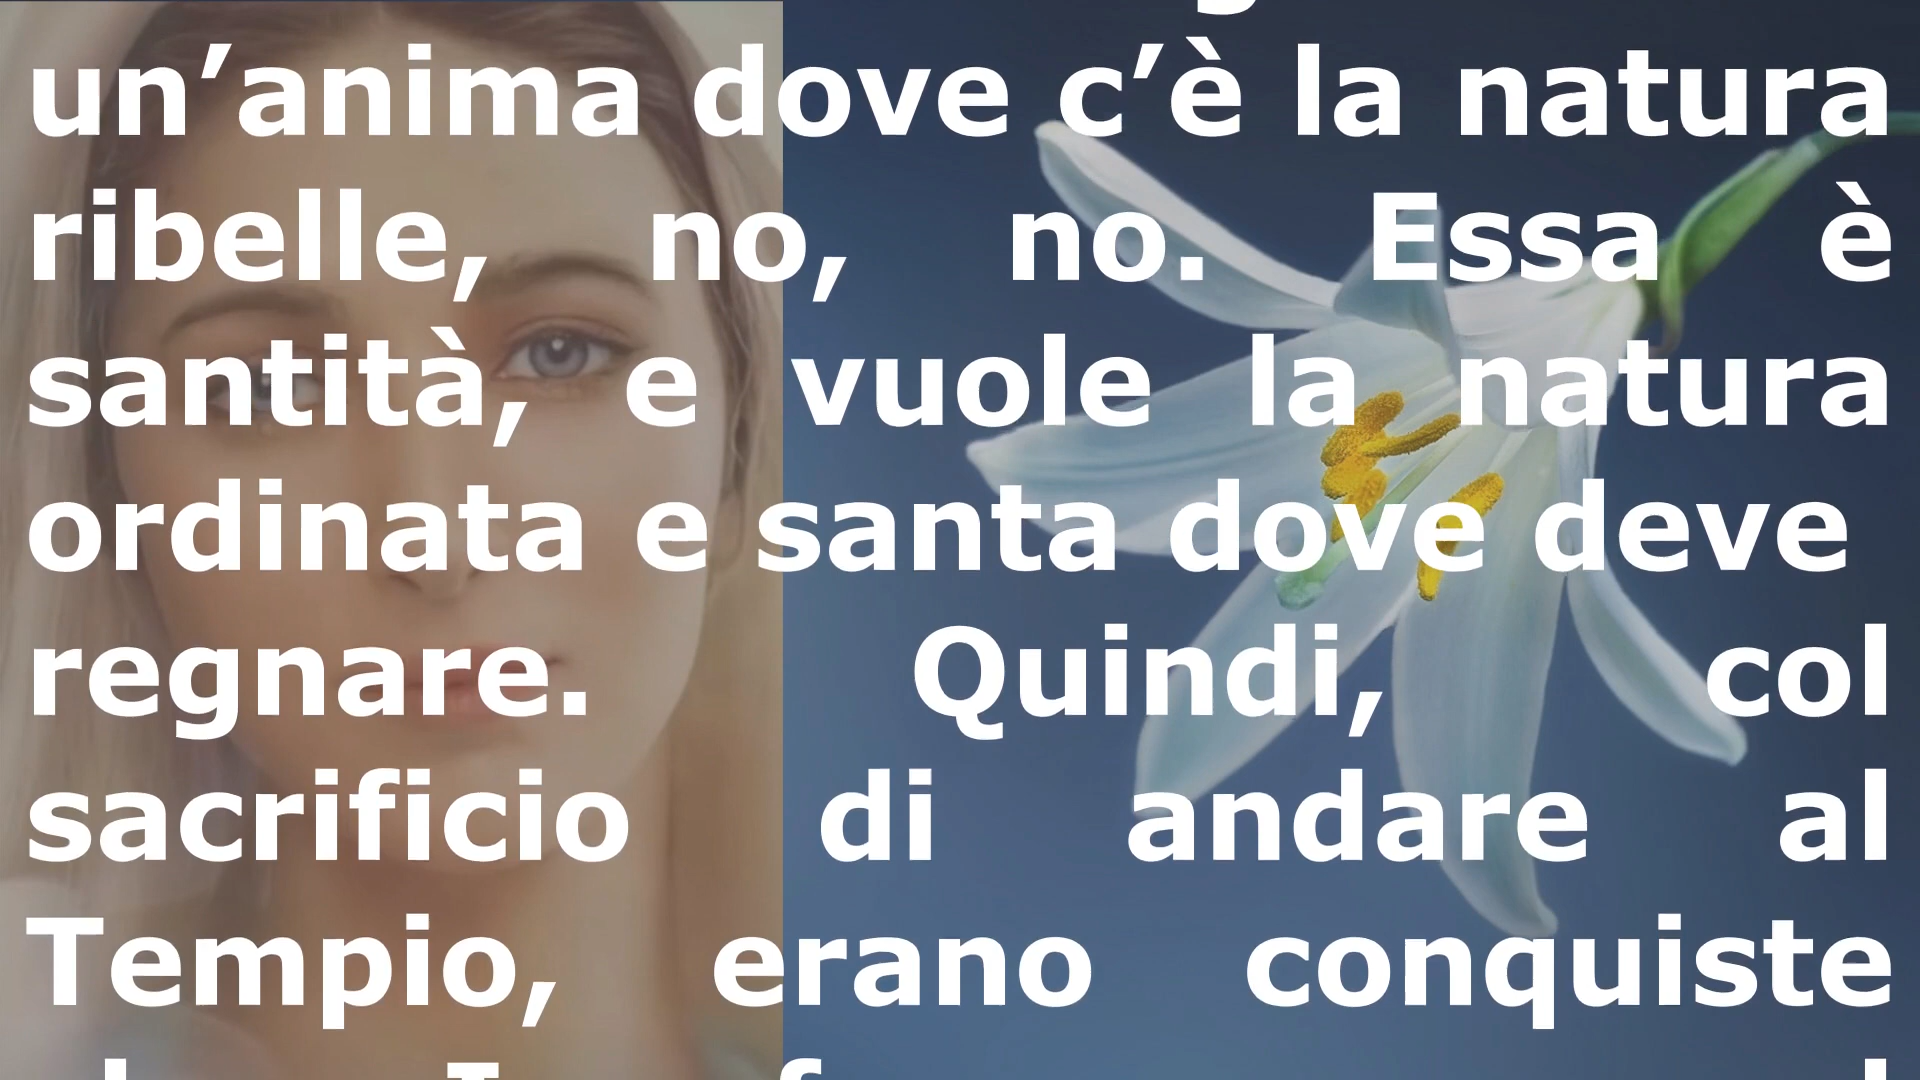 un’anima dove c’è la natura
ribelle, no, no. Essa è
santità, e vuole la natura
ordinata e santa dove deve
regnare. Quindi, col
sacrificio di andare al
Tempio, erano conquiste